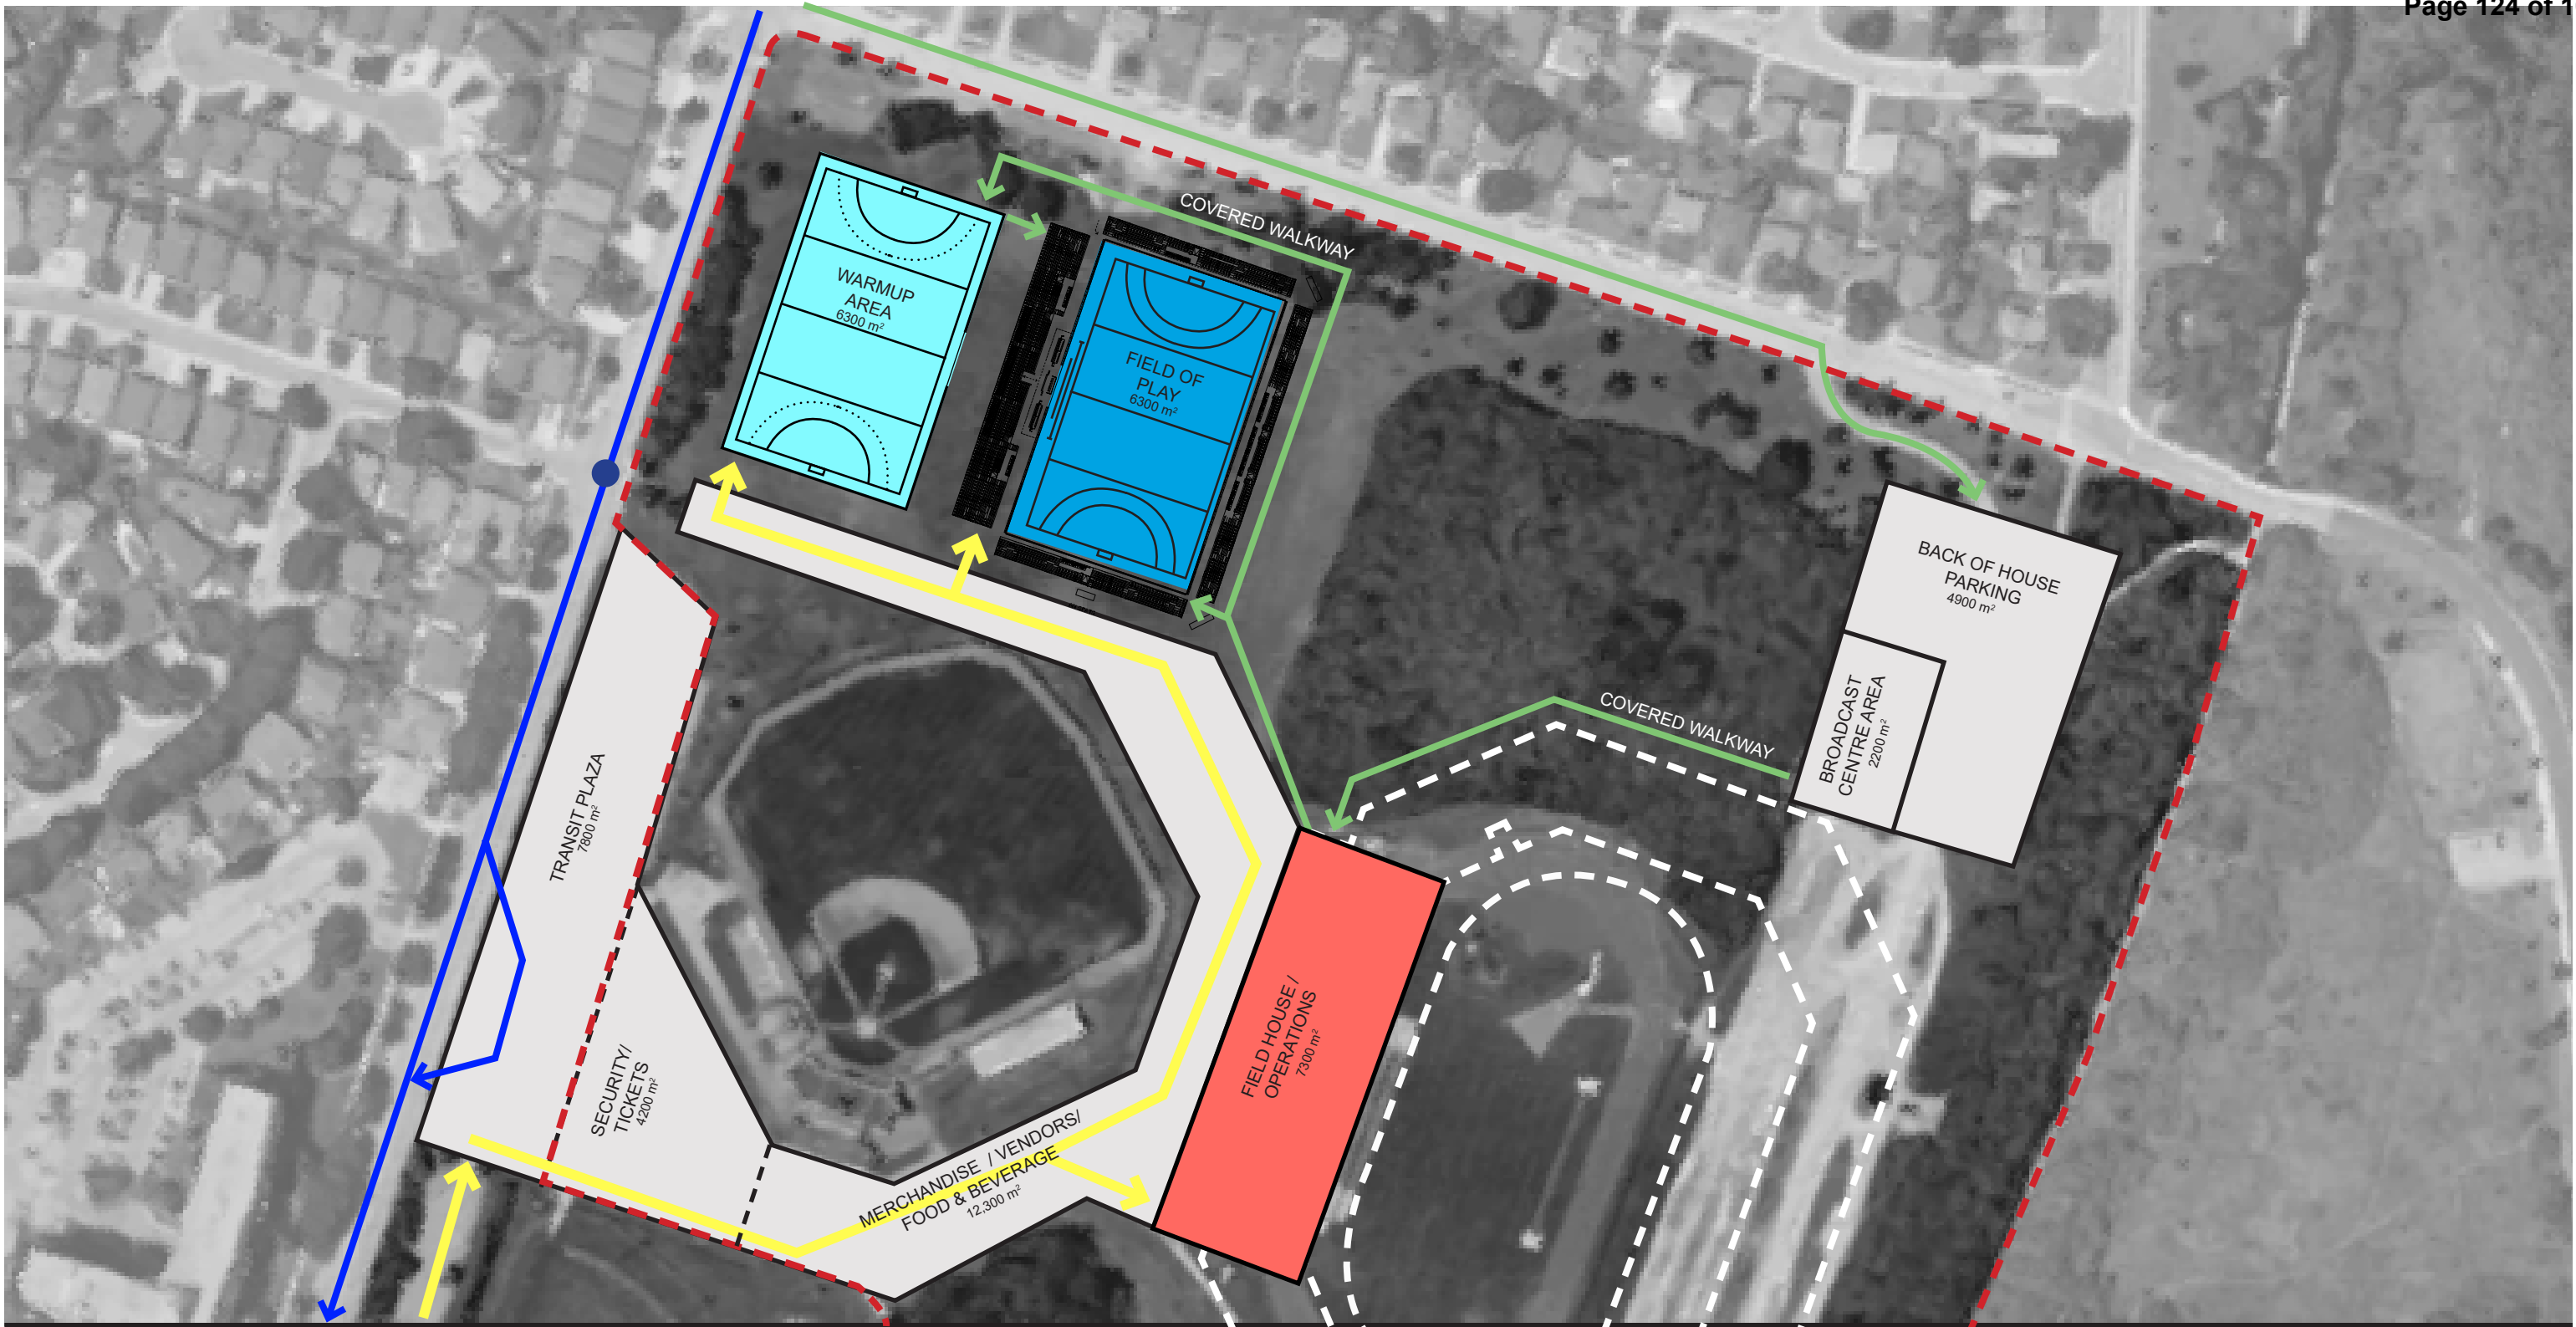 Page 124 of 1
COVERED WALKWAY
WARMUP
AREA
6300 m²
FIELD OF
PLAY
6300 m²
BACK OF HOUSE
PARKING
4900 m²
BROADCAST
CENTRE AREA
2200 m²
COVERED WALKWAY
TRANSIT PLAZA
7800 m²
SECURITY/
TICKETS
4200 m²
FIELD HOUSE /
OPERATIONS
7300 m²
MERCHANDISE / VENDORS/
FOOD & BEVERAGE
12,300 m²